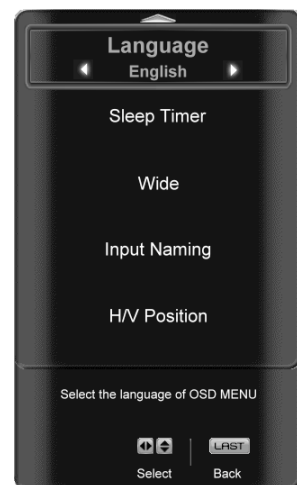 Language
English
Sleep Timer
Wide
Input Naming
H/V Position
Select the language of OSD MENU
LAST
Select Back